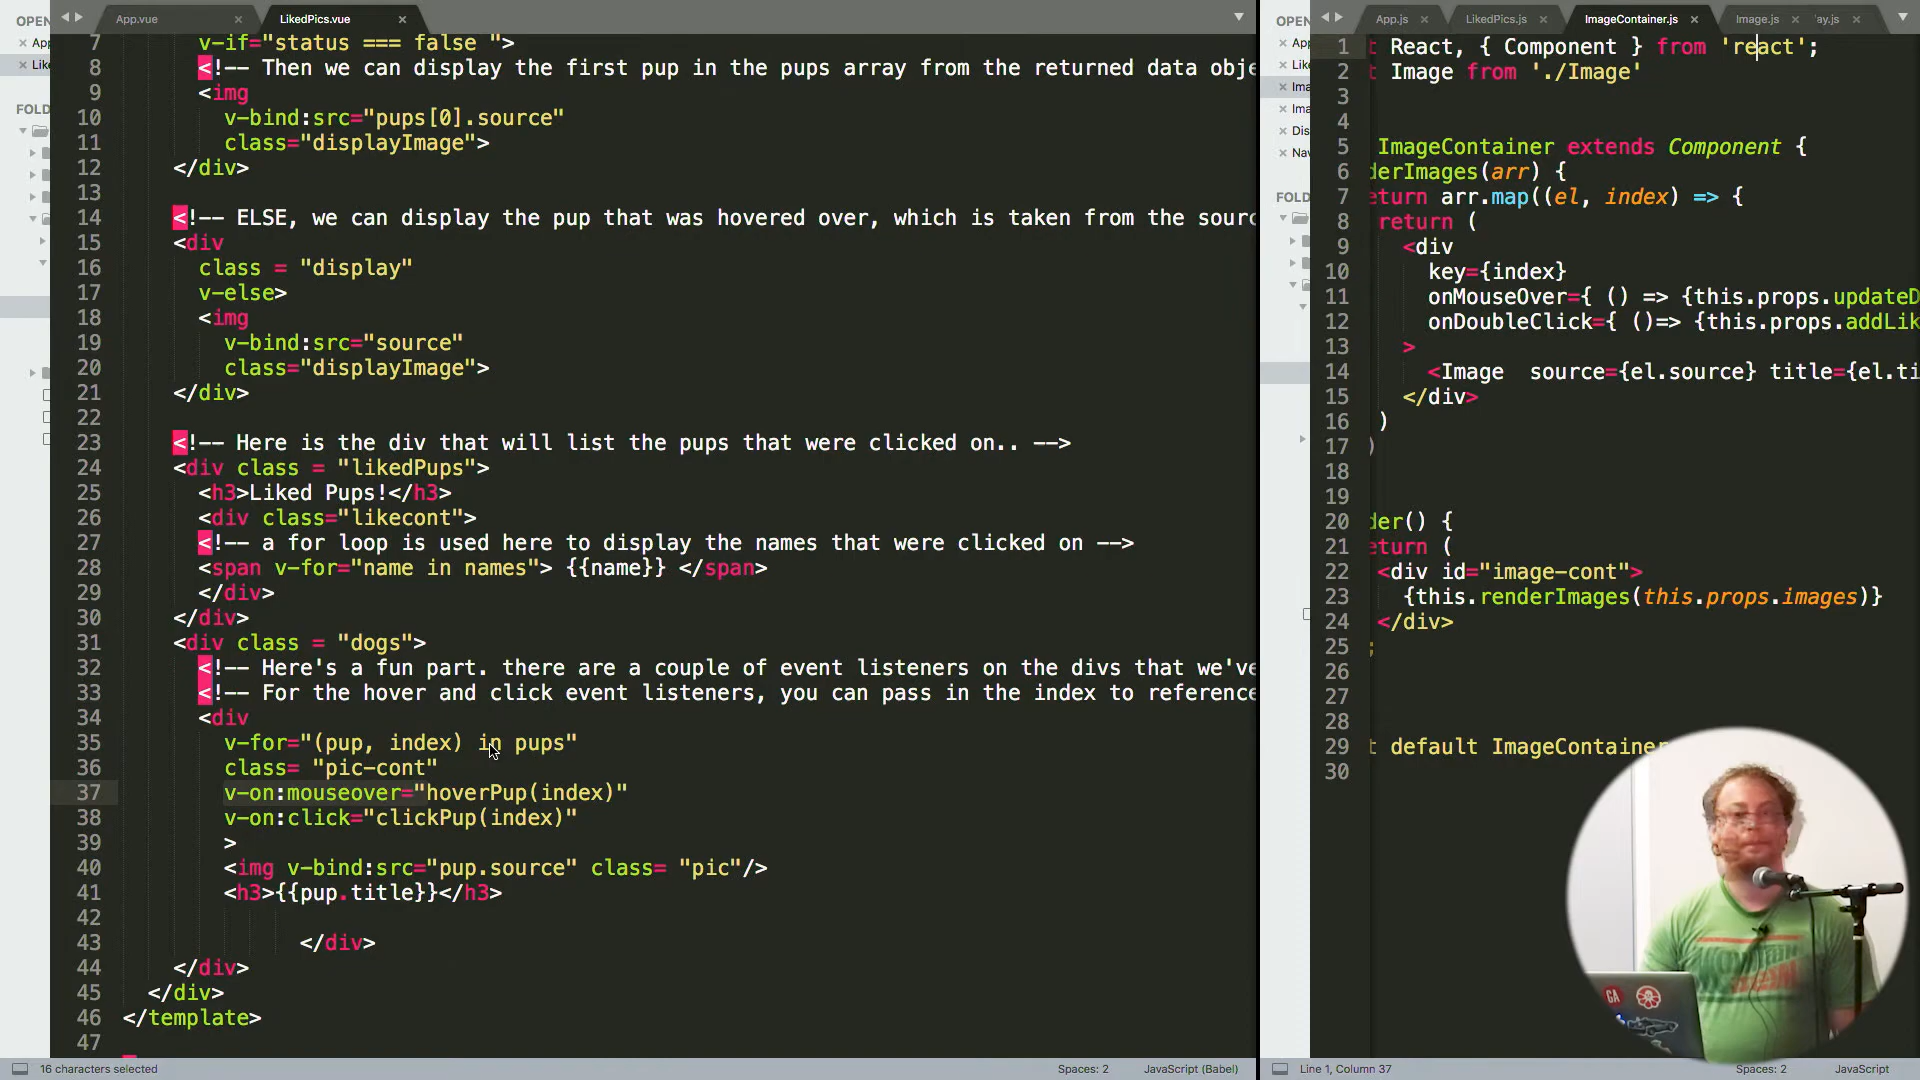 OPEN
App.vue
LikedPics.vue
App
Like
FOLD
7 v-if="status === false ">
8 <!-- Then we can display the first pup in the pups array from the returned data obje
9 <img
10 v-bind:src="pups[0].source"
11 class="displayImage">
12 </div>
13
14 <!-- ELSE, we can display the pup that was hovered over, which is taken from the sourc
15 <div
16 class = "display"
17 v-else>
18 <img
19 v-bind:src="source"
20 class="displayImage">
21 </div>
22
23 <!-- Here is the div that will list the pups that were clicked on.. -->
24 <div class = "likedPups">
25 <h3>Liked Pups!</h3>
26 <div class="likecont">
27 <!-- a for loop is used here to display the names that were clicked on -->
28 <span v-for="name in names"> {{name}} </span>
29 </div>
30 </div>
31 <div class = "dogs">
32 <!-- Here's a fun part. there are a couple of event listeners on the divs that we've
33 <!-- For the hover and click event listeners, you can pass in the index to reference
34 <div
35 v-for="(pup, index) in pups"
36 class= "pic-cont"
37 v-on:mouseover="hoverPup(index)"
38 v-on:click="clickPup(index)"
39 >
40 <img v-bind:src="pup.source" class= "pic"/>
41 <h3>{{pup.title}}</h3>
42
43 </div>
44 </div>
45 </div>
46 </template>
47
16 characters selected
Spaces: 2
JavaScript (Babel)
OPEN
App.js
LikedPics.js
ImageContainer.js
Image.js
ay.js
App
Like
Ima
Ima
Dis
Nav
FOLD
1 t React, { Component } from 'react';
2 t Image from './Image'
3
4
5 ImageContainer extends Component {
6 derImages(arr) {
7 eturn arr.map((el, index) => {
8 return (
9 <div
10 key={index}
11 onMouseOver={ () => {this.props.updateD
12 onDoubleClick={ ()=> {this.props.addLik
13 >
14 <Image source={el.source} title={el.ti
15 </div>
16 )
17 )
18
19
20 der() {
21 eturn (
22 <div id="image-cont">
23 {this.renderImages(this.props.images)}
24 </div>
25 ;
26
27
28
29 t default ImageContainer
30
GA
Line 1, Column 37
Spaces: 2
JavaScript